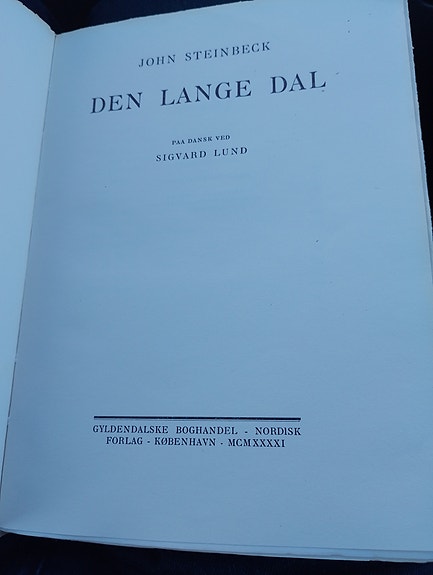 JOHN STEINBECK
DEN LANGE DAL
PAA DANSK VED
SIGVARD LUND
GYLDENDALSKE BOGHANDEL - NORDISK
FORLAG - KØBENHAVN - MCMXXXXI